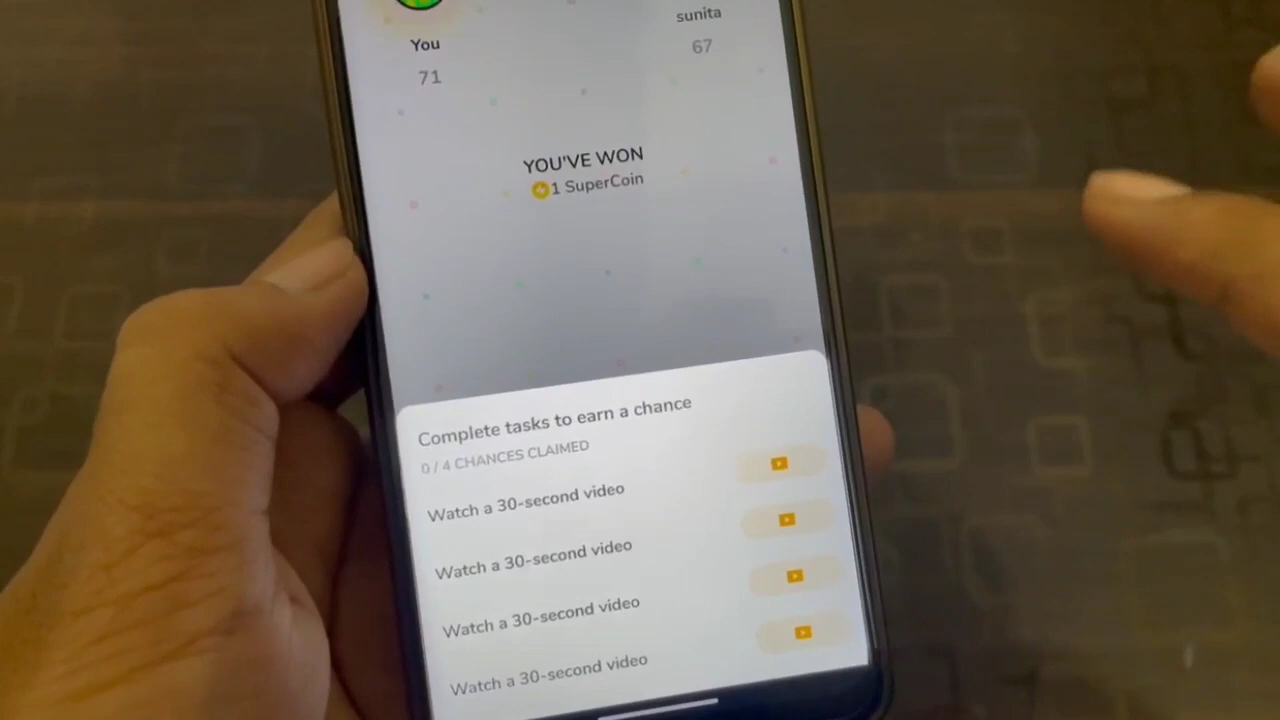 You
sunita
71
67
YOU'VE WON
1 SuperCoin
Complete tasks to earn a chance
0 / 4 CHANCES CLAIMED
Watch a 30-second video
Watch a 30-second video
Watch a 30-second video
Watch a 30-second video